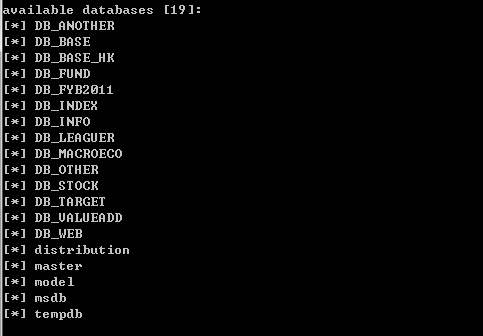 available databases [19]:
[*] DB_ANOTHER
[*] DB_BASE
[*] DB_BASE_HK
[*] DB_FUND
[*] DB_FYB2011
[*] DB_INDEX
[*] DB_INFO
[*] DB_LEAGUER
[*] DB_MACROECO
[*] DB_OTHER
[*] DB_STOCK
[*] DB_TARGET
[*] DB_VALUEADD
[*] DB_WEB
[*] distribution
[*] master
[*] model
[*] msdb
[*] tempdb